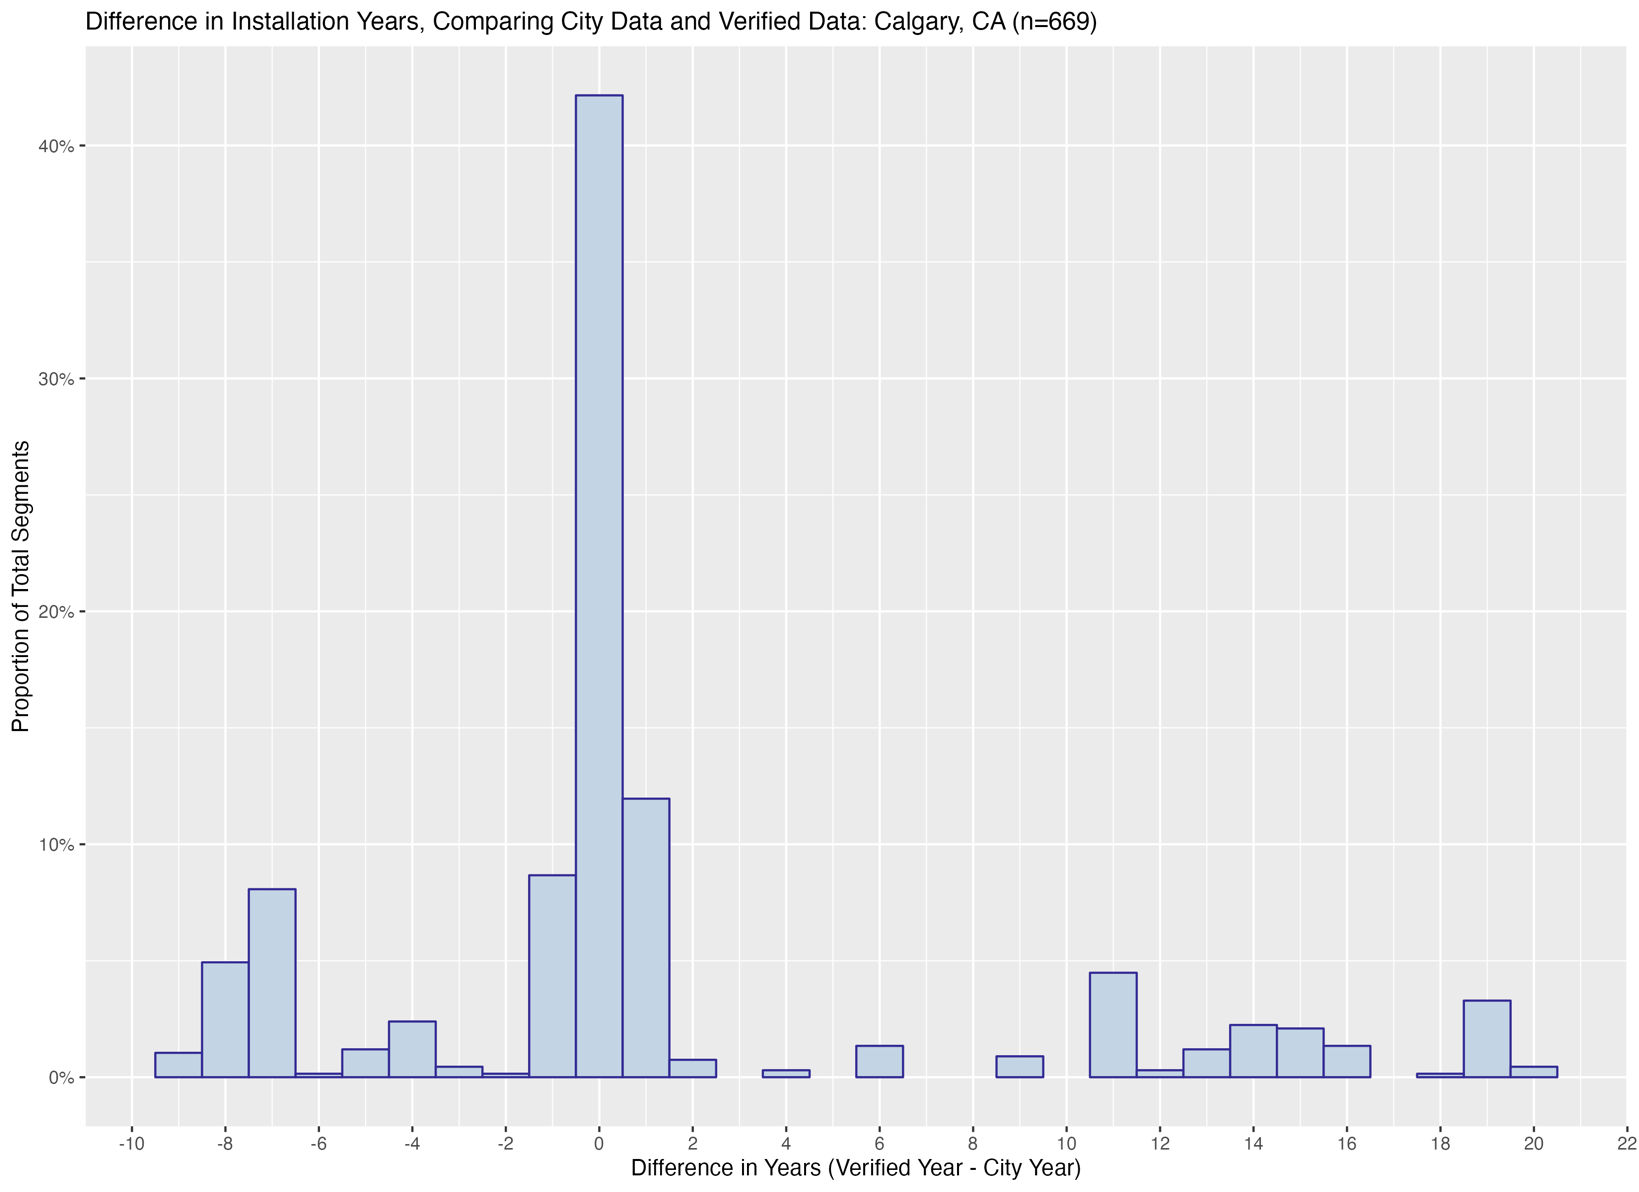 Difference in Installation Years, Comparing City Data and Verified Data: Calgary, CA (n=669)
Proportion of Total Segments
40%
30%
20%
10%
0%
-10 -8 -6 -4 -2 0 2 4 6 8 10 12 14 16 18 20 22
Difference in Years (Verified Year - City Year)